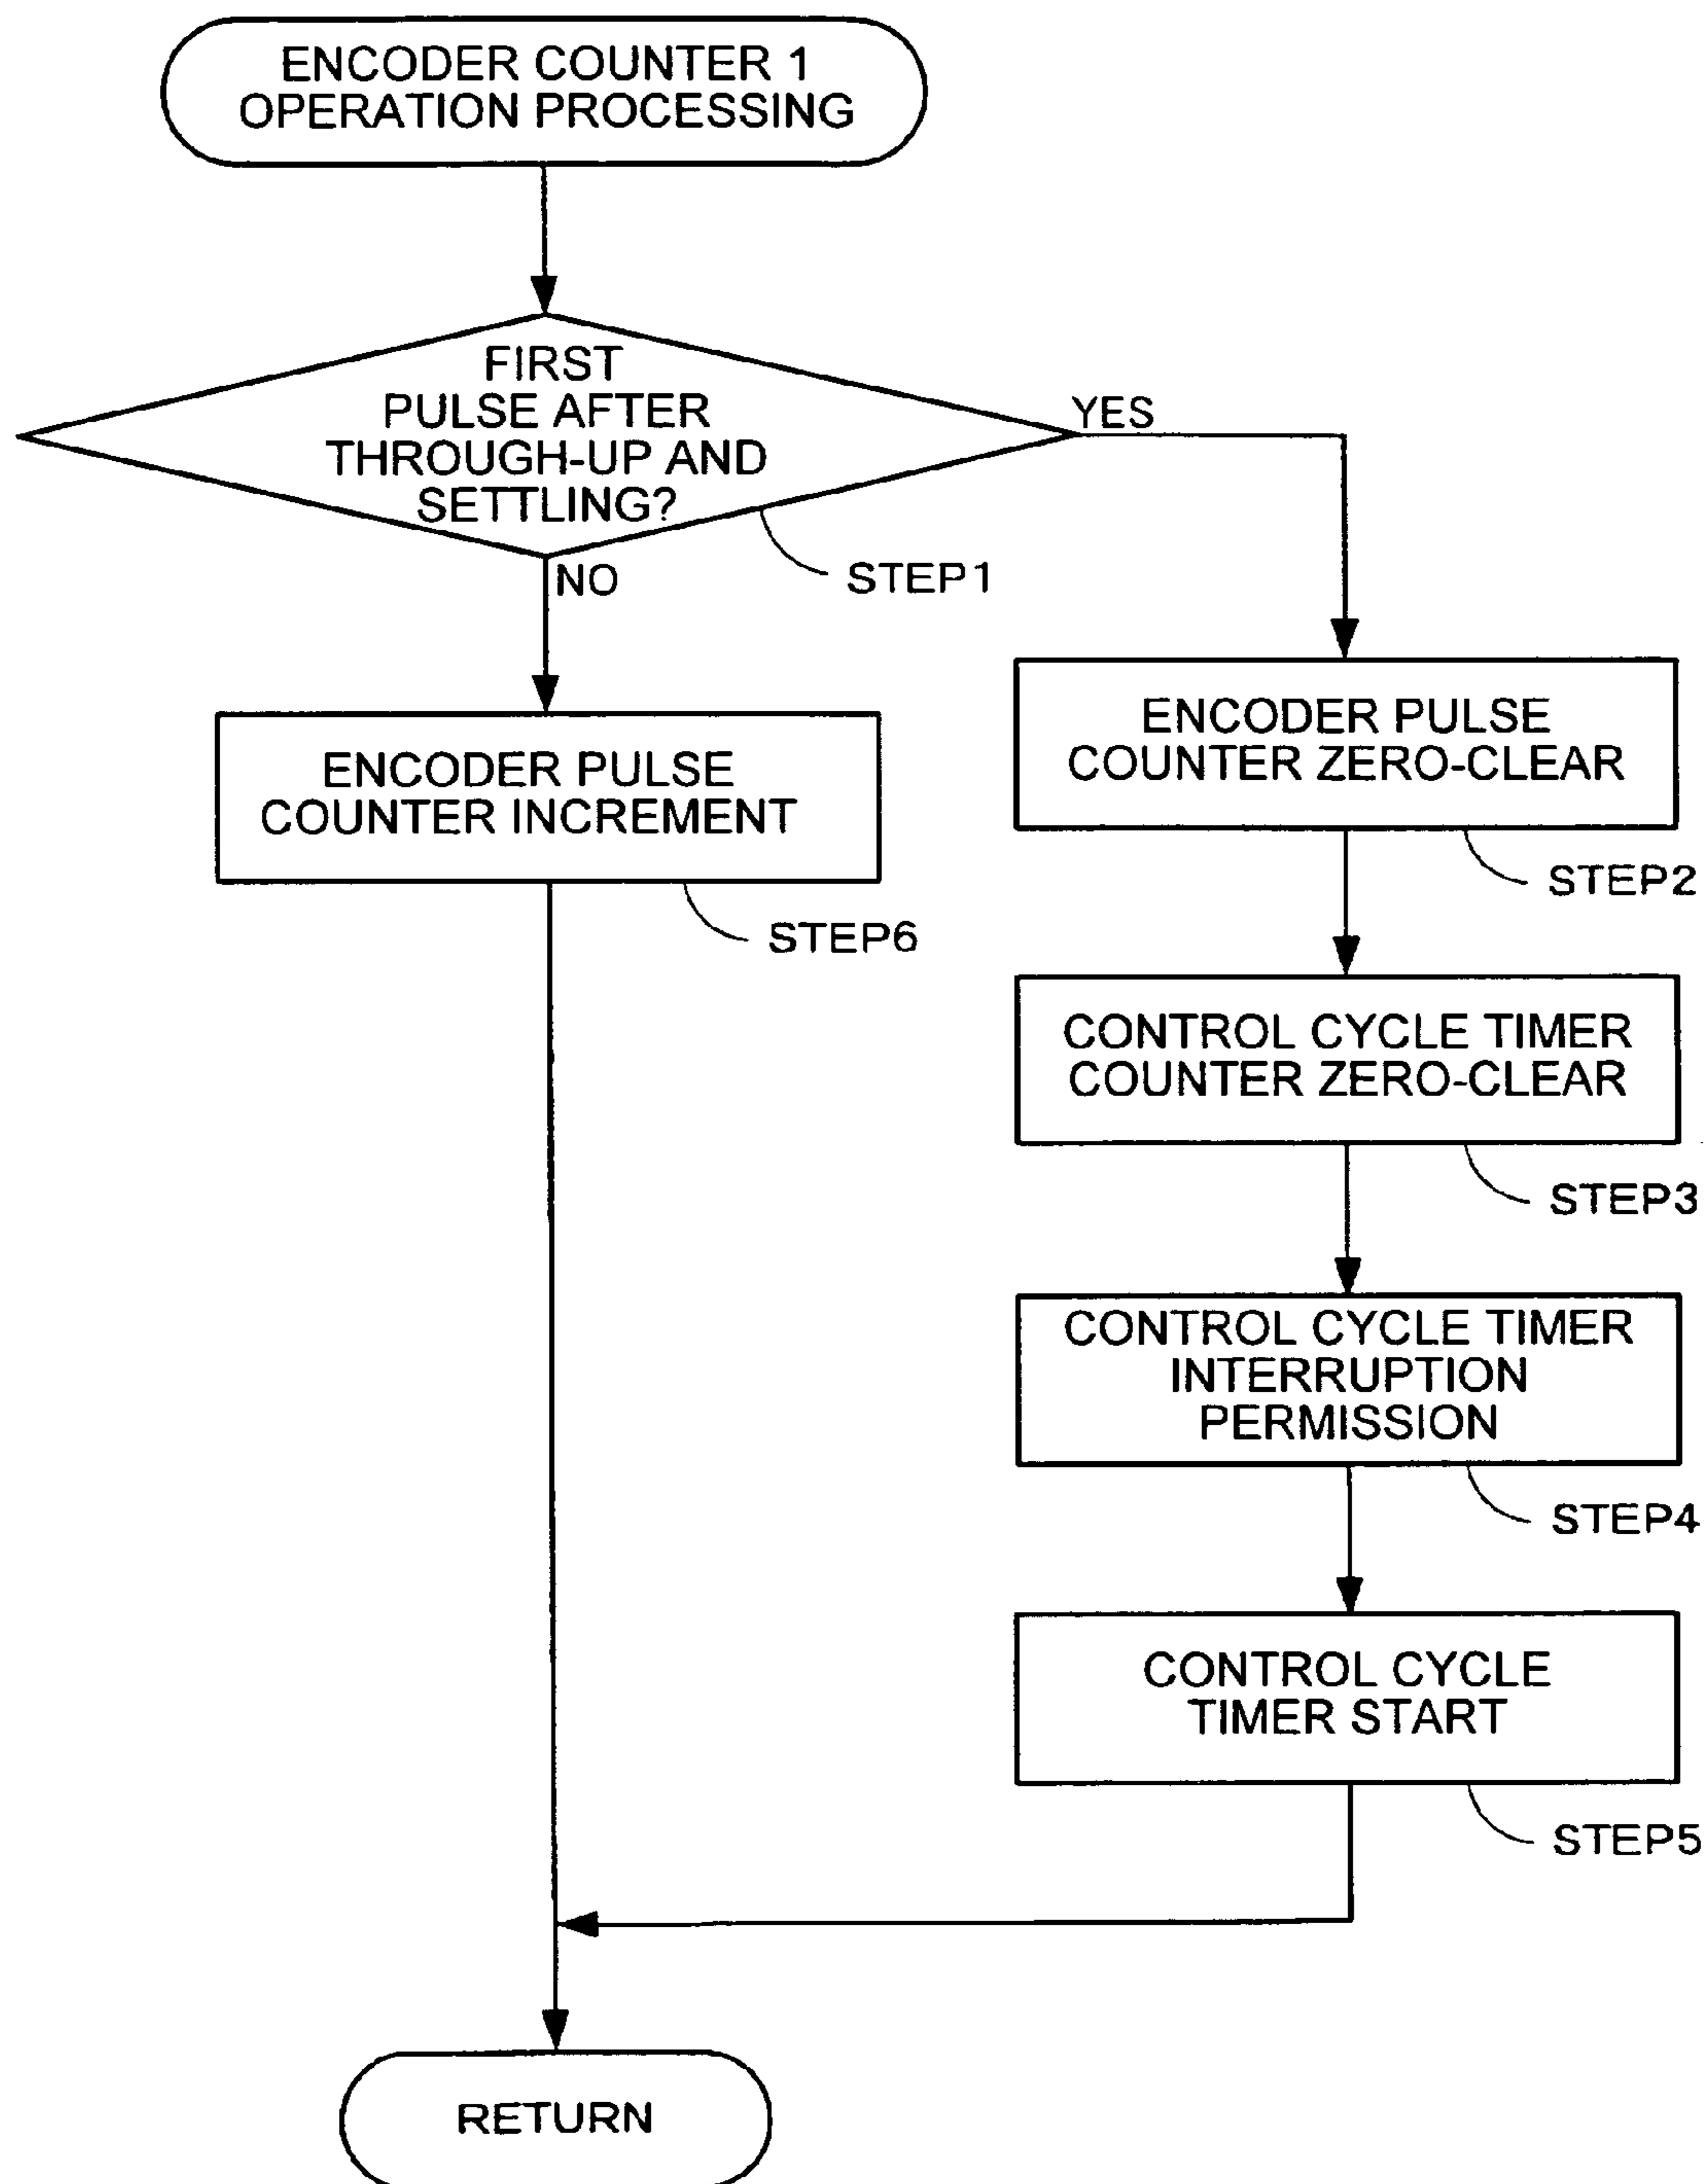 ENCODER COUNTER 1
OPERATION PROCESSING
FIRST
PULSE AFTER
THROUGH-UP AND
SETTLING?
YES
STEP1
NO
ENCODER PULSE
COUNTER ZERO-CLEAR
STEP2
ENCODER PULSE
COUNTER INCREMENT
STEP6
CONTROL CYCLE TIMER
COUNTER ZERO-CLEAR
STEP3
CONTROL CYCLE TIMER
INTERRUPTION
PERMISSION
STEP4
CONTROL CYCLE
TIMER START
STEP5
RETURN